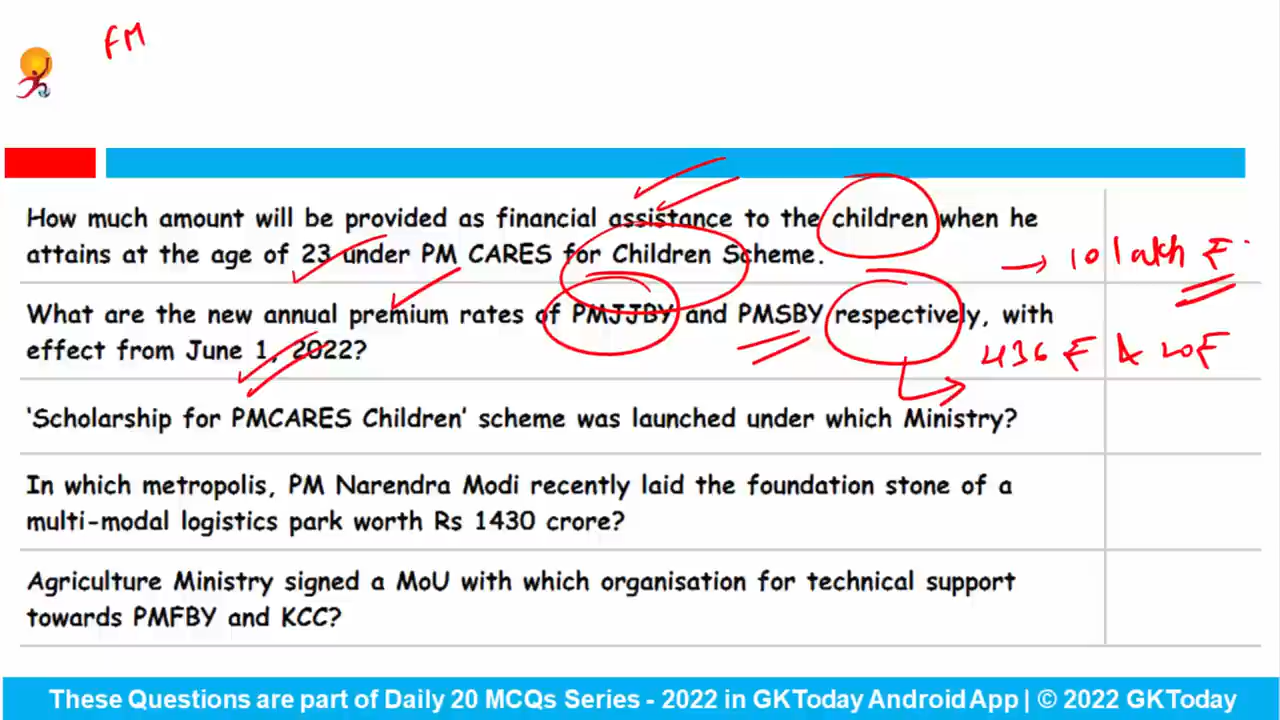 FM
How much amount will be provided as financial assistance to the children when he
attains at the age of 23 under PM CARES for Children Scheme.
→ 10 lakh ₹
What are the new annual premium rates of PMJJBY and PMSBY respectively, with
effect from June 1, 2022?
436 ₹ & 20 ₹
'Scholarship for PMCARES Children' scheme was launched under which Ministry?
In which metropolis, PM Narendra Modi recently laid the foundation stone of a
multi-modal logistics park worth Rs 1430 crore?
Agriculture Ministry signed a MoU with which organisation for technical support
towards PMFBY and KCC?
These Questions are part of Daily 20 MCQs Series - 2022 in GKToday Android App | © 2022 GKToday